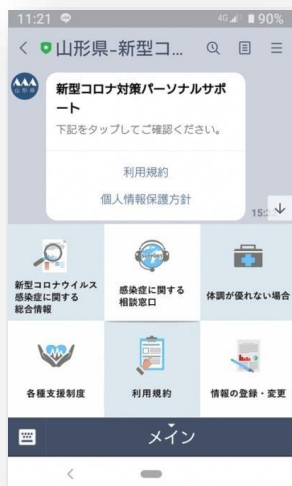 11:21
4G
90%
山形県-新型コ...
山形県
新型コロナ対策パーソナルサポ
ート
下記をタップしてご確認ください。
利用規約
個人情報保護方針
SUPPORT
新型コロナウイルス
感染症に関する
総合情報
感染症に関する
相談窓口
体調が優れない場合
各種支援制度
利用規約
情報の登録・変更
メイン